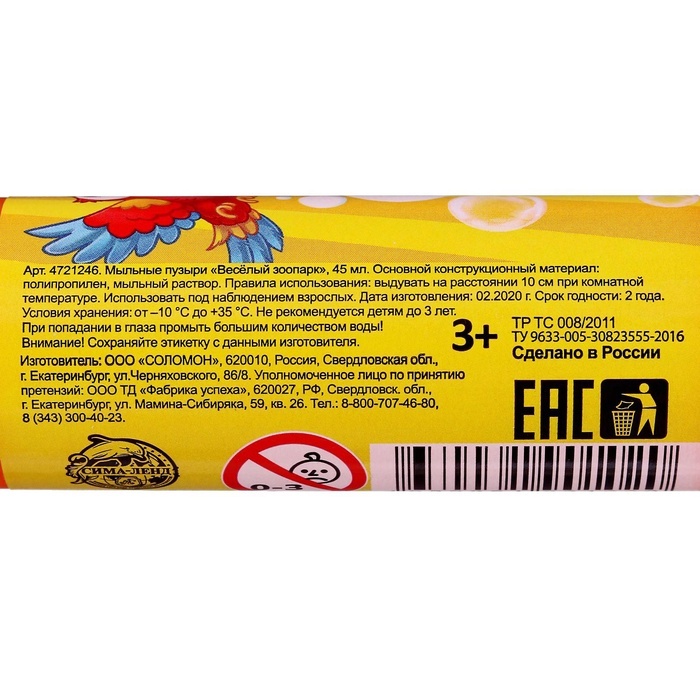 Арт. 4721246. Мыльные пузыри «Весёлый зоопарк», 45 мл. Основной конструкционный материал:
полипропилен, мыльный раствор. Правила использования: выдувать на расстоянии 10 см при комнатной
температуре. Использовать под наблюдением взрослых. Дата изготовления: 02.2020 г. Срок годности: 2 года.
Условия хранения: от –10 °С до +35 °С. Не рекомендуется детям до 3 лет.
При попадании в глаза промыть большим количеством воды!
Внимание! Сохраняйте этикетку с данными изготовителя.
Изготовитель: ООО «СОЛОМОН», 620010, Россия, Свердловская обл.,
г. Екатеринбург, ул.Черняховского, 86/8. Уполномоченное лицо по принятию
претензий: ООО ТД «Фабрика успеха», 620027, РФ, Свердловск. обл.,
г. Екатеринбург, ул. Мамина-Сибиряка, 59, кв. 26. Тел.: 8-800-707-46-80,
8 (343) 300-40-23.
3+
ТР ТС 008/2011
ТУ 9633-005-30823555-2016
Сделано в России
ЕАС
СИМА-ЛЕНД
0-3